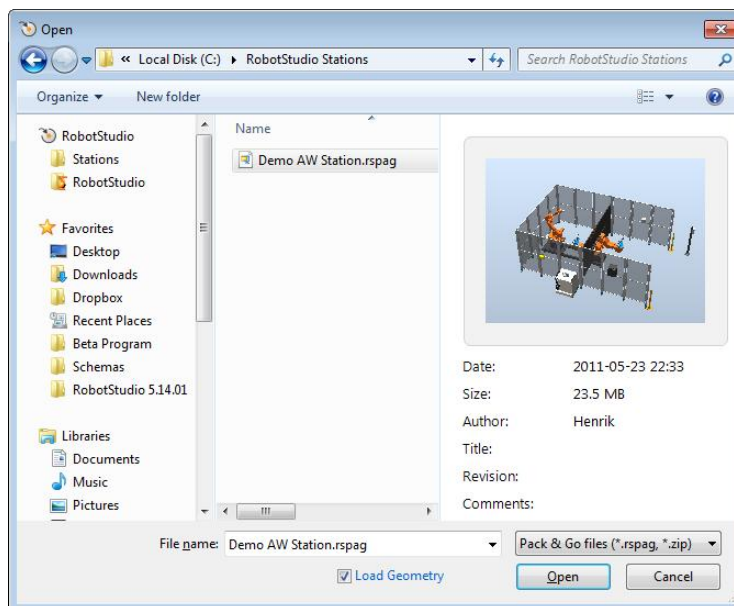 Open
« Local Disk (C:) ▸ RobotStudio Stations
Search RobotStudio Stations
Organize ▾ New folder
RobotStudio
Stations
RobotStudio
Favorites
Desktop
Downloads
Dropbox
Recent Places
Beta Program
Schemas
RobotStudio 5.14.01
Libraries
Documents
Music
Pictures
Name
Demo AW Station.rspag
Date: 2011-05-23 22:33
Size: 23.5 MB
Author: Henrik
Title:
Revision:
Comments:
File name: Demo AW Station.rspag
Pack & Go files (*.rspag, *.zip)
Load Geometry
Open
Cancel